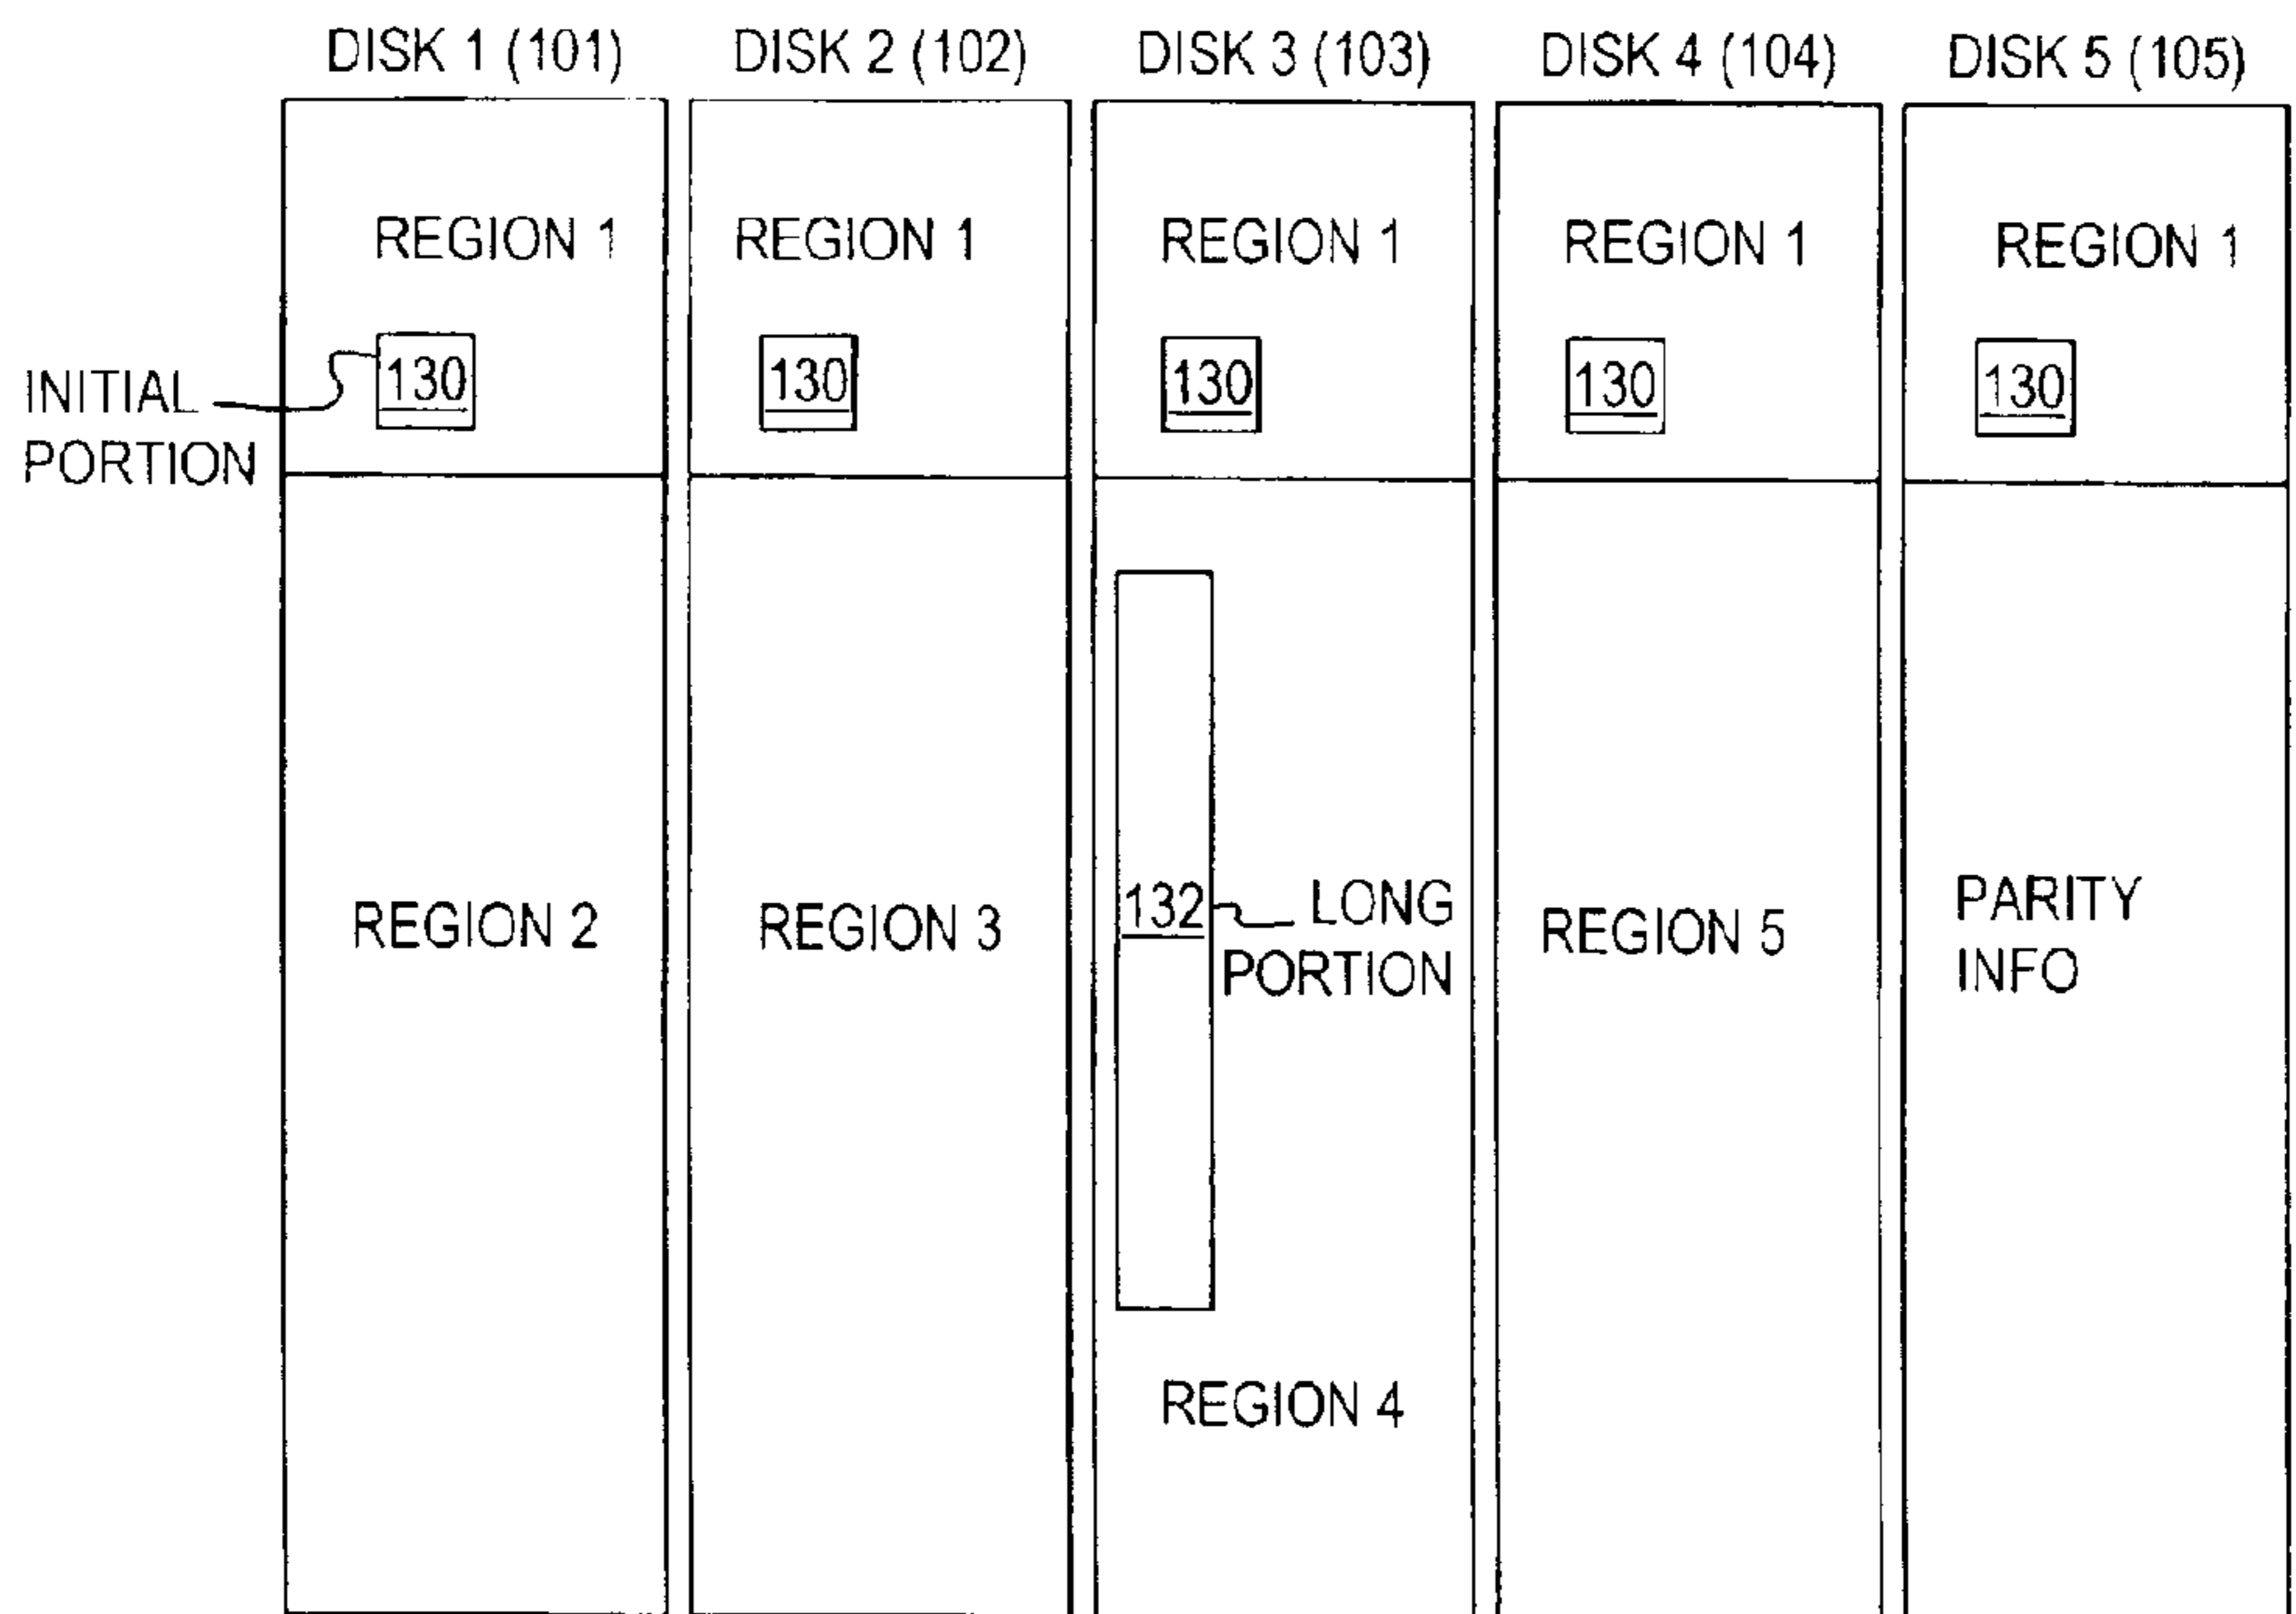 DISK 1 (101) DISK 2 (102) DISK 3 (103) DISK 4 (104) DISK 5 (105)
REGION 1 REGION 1 REGION 1 REGION 1 REGION 1
INITIAL
PORTION
130 130 130 130 130
REGION 2 REGION 3
132
LONG
PORTION
REGION 4
REGION 5
PARITY
INFO